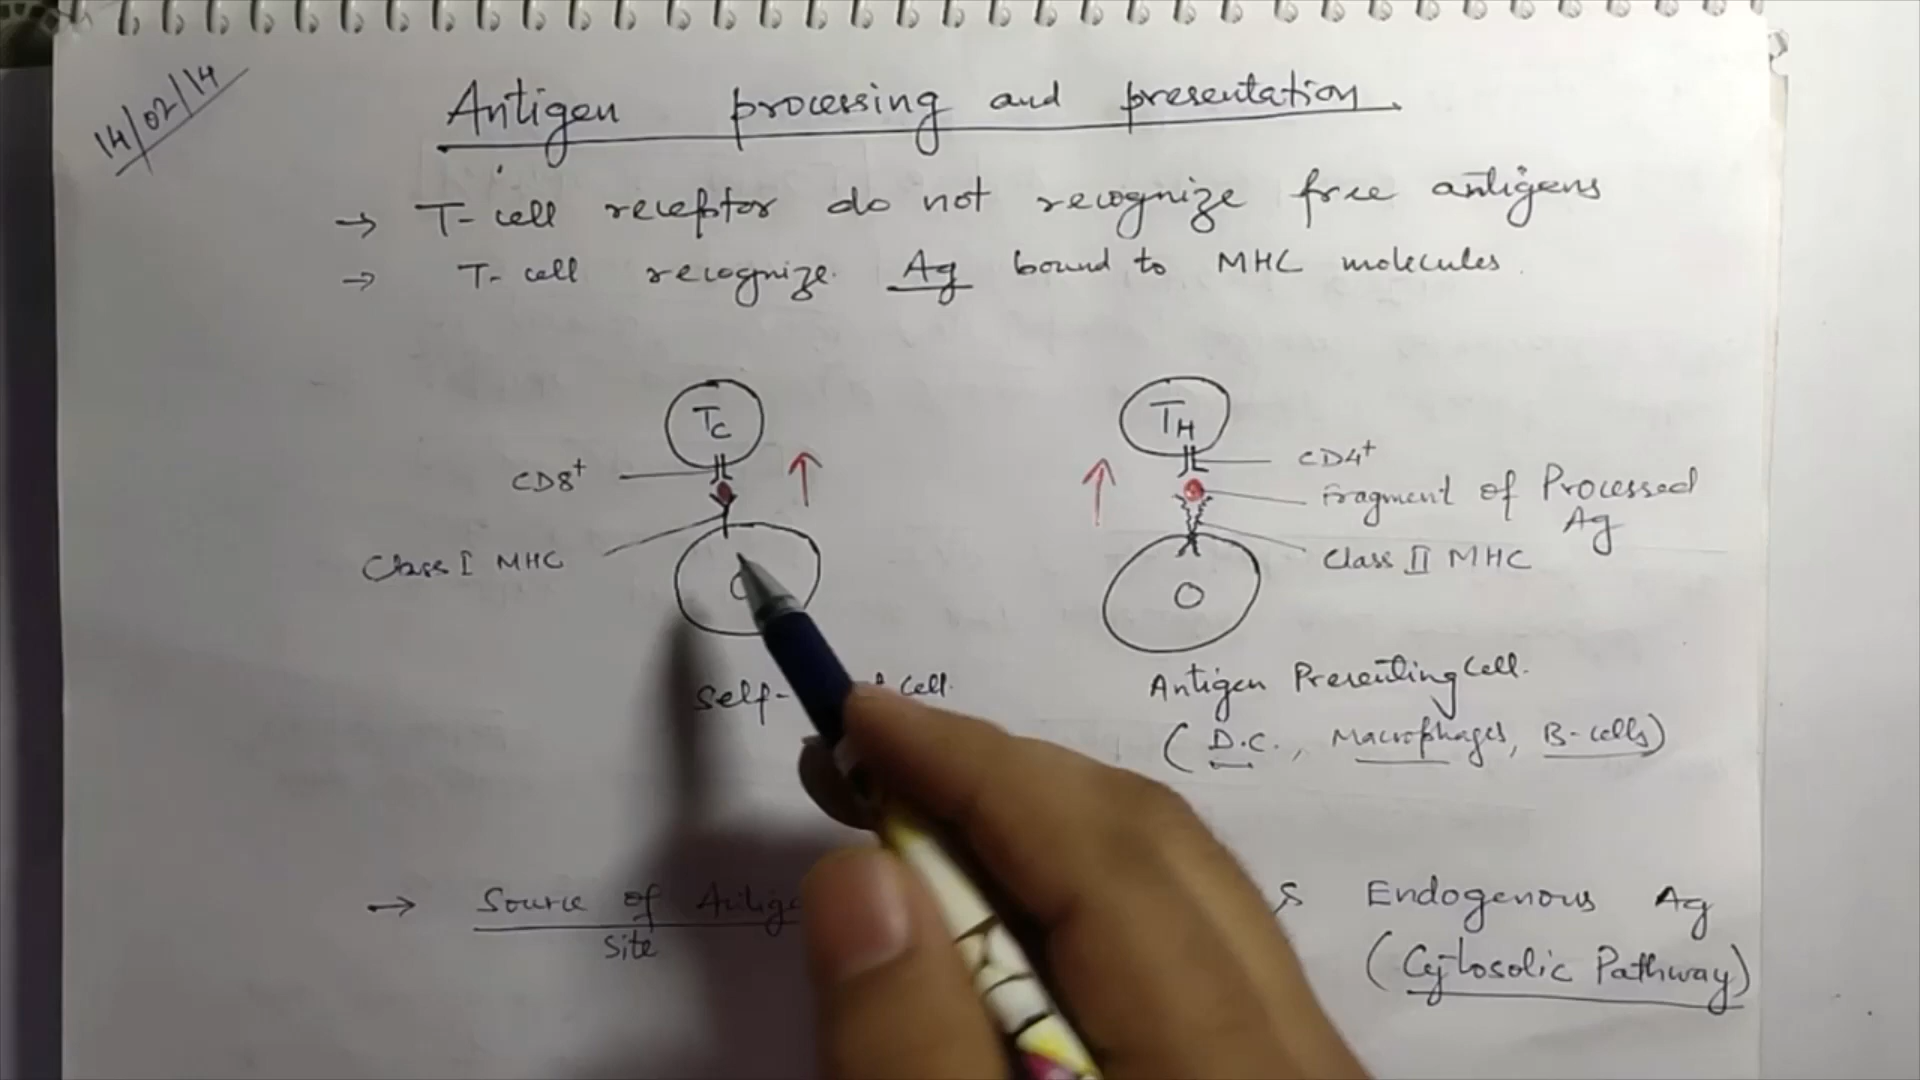 14/02/14
Antigen processing and presentation.
→ T-cell receptor do not recognize free antigens
→ T-cell recognize Ag bound to MHC molecules.
Tc
TH
CD8+
CD4+
Fragment of Processed Ag
Class I MHC
Class II MHC
Self- cell.
Antigen Presenting Cell.
(D.C., Macrophages, B-cells)
→ Source of
Site
Endogenous Ag
(Cytosolic Pathway)